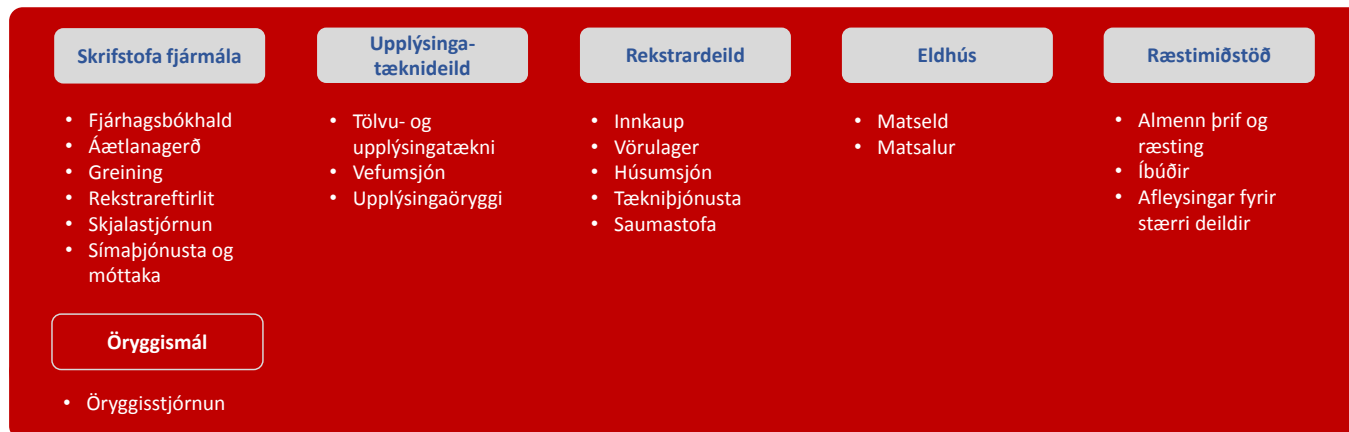 Skrifstofa fjármála
• Fjárhagsbókhald
• Áætlanagerð
• Greining
• Rekstrareftirlit
• Skjalastjórnun
• Símaþjónusta og
móttaka
Öryggismál
• Öryggisstjórnun
Upplýsinga-
tæknideild
• Tölvu- og
upplýsingatækni
• Vefumsjón
• Upplýsingaöryggi
Rekstrardeild
• Innkaup
• Vörulager
• Húsumsjón
• Tækniþjónusta
• Saumastofa
Eldhús
• Matseld
• Matsalur
Ræstimiðstöð
• Almenn þrif og
ræsting
• Íbúðir
• Afleysingar fyrir
stærri deildir